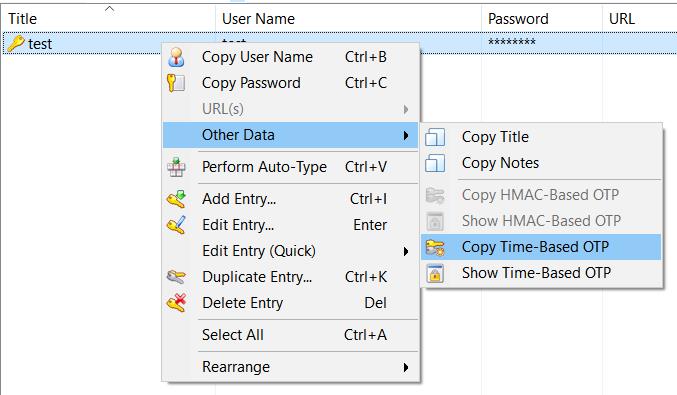 Title User Name Password URL
test test ********
Copy User Name Ctrl+B
Copy Password Ctrl+C
URL(s)
Other Data
Perform Auto-Type Ctrl+V
Add Entry... Ctrl+I
Edit Entry... Enter
Edit Entry (Quick)
Duplicate Entry... Ctrl+K
Delete Entry Del
Select All Ctrl+A
Rearrange
Copy Title
Copy Notes
Copy HMAC-Based OTP
Show HMAC-Based OTP
Copy Time-Based OTP
Show Time-Based OTP